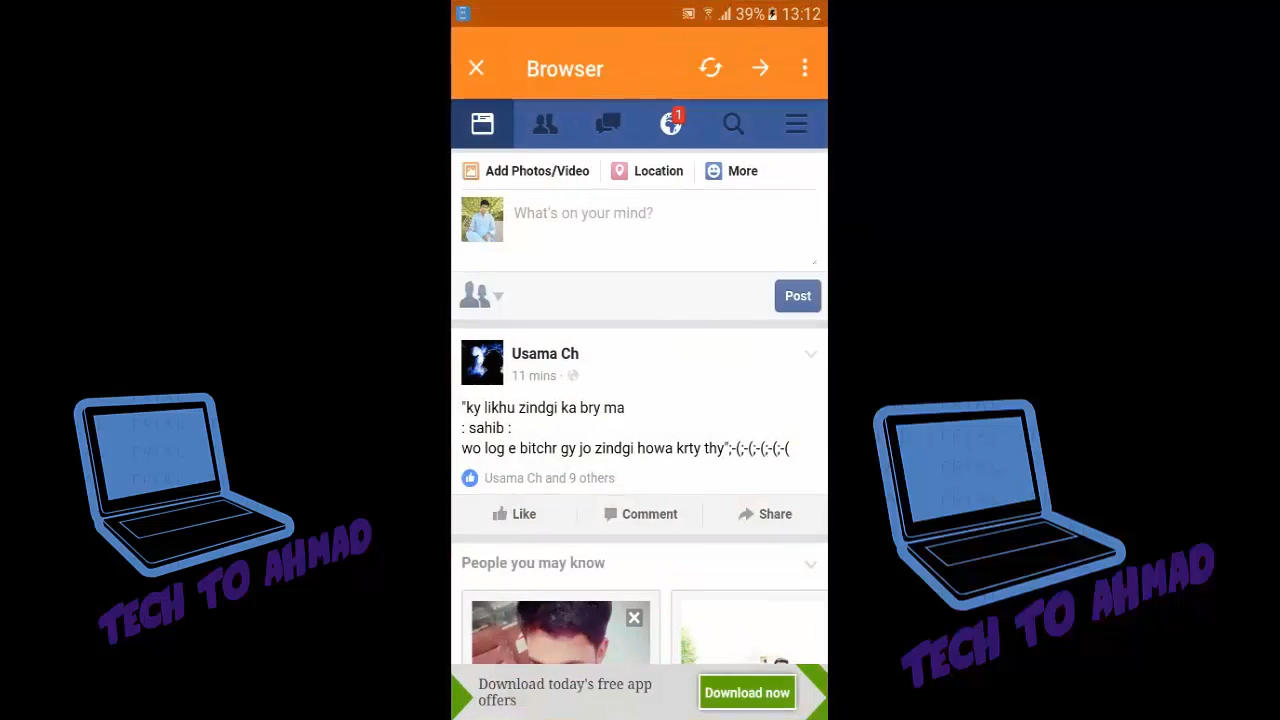 39% 13:12
Browser
1
Add Photos/Video Location More
What's on your mind?
Post
Usama Ch
11 mins ·
"ky likhu zindgi ka bry ma
: sahib :
wo log e bitchr gy jo zindgi howa krty thy";-(;-(;-(;-(;-(
Usama Ch and 9 others
Like Comment Share
People you may know
Download today's free app
offers
Download now
TECH TO AHMAD
TECH TO AHMAD